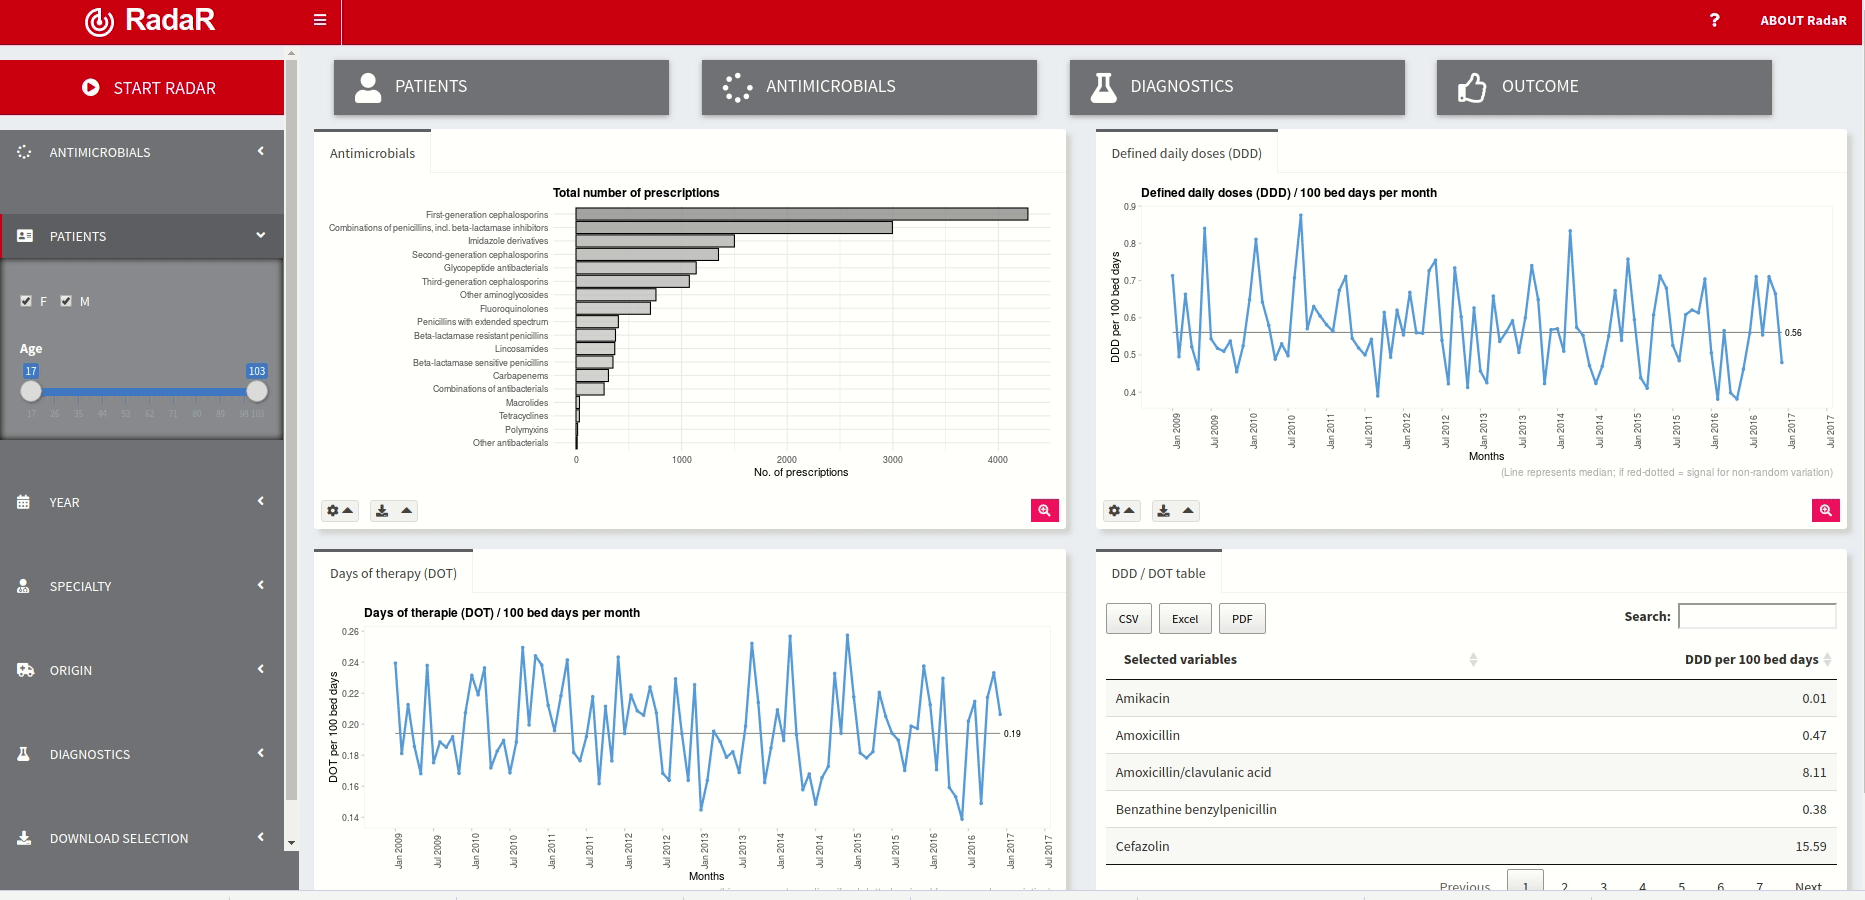 RadaR
? ABOUT RadaR
START RADAR
ANTIMICROBIALS
PATIENTS
F M
Age
17 103
17 26 35 44 53 62 71 80 89 98 103
YEAR
SPECIALTY
ORIGIN
DIAGNOSTICS
DOWNLOAD SELECTION
PATIENTS
ANTIMICROBIALS
DIAGNOSTICS
OUTCOME
Antimicrobials
Total number of prescriptions
First-generation cephalosporins
Combinations of penicillins, incl. beta-lactamase inhibitors
Imidazole derivatives
Second-generation cephalosporins
Glycopeptide antibacterials
Third-generation cephalosporins
Other aminoglycosides
Fluoroquinolones
Penicillins with extended spectrum
Beta-lactamase resistant penicillins
Lincosamides
Beta-lactamase sensitive penicillins
Carbapenems
Combinations of antibacterials
Macrolides
Tetracyclines
Polymyxins
Other antibacterials
0 1000 2000 3000 4000
No. of prescriptions
Defined daily doses (DDD)
Defined daily doses (DDD) / 100 bed days per month
DDD per 100 bed days
0.9
0.8
0.7
0.6
0.5
0.4
0.56
Jan 2009 Jul 2009 Jan 2010 Jul 2010 Jan 2011 Jul 2011 Jan 2012 Jul 2012 Jan 2013 Jul 2013 Jan 2014 Jul 2014 Jan 2015 Jul 2015 Jan 2016 Jul 2016 Jan 2017 Jul 2017
Months
(Line represents median; if red-dotted = signal for non-random variation)
Days of therapy (DOT)
Days of therapie (DOT) / 100 bed days per month
DOT per 100 bed days
0.26
0.24
0.22
0.20
0.18
0.16
0.14
0.19
Jan 2009 Jul 2009 Jan 2010 Jul 2010 Jan 2011 Jul 2011 Jan 2012 Jul 2012 Jan 2013 Jul 2013 Jan 2014 Jul 2014 Jan 2015 Jul 2015 Jan 2016 Jul 2016 Jan 2017 Jul 2017
Months
DDD / DOT table
CSV Excel PDF Search:
Selected variables DDD per 100 bed days
Amikacin 0.01
Amoxicillin 0.47
Amoxicillin/clavulanic acid 8.11
Benzathine benzylpenicillin 0.38
Cefazolin 15.59
Previous 1 2 3 4 5 6 7 Next